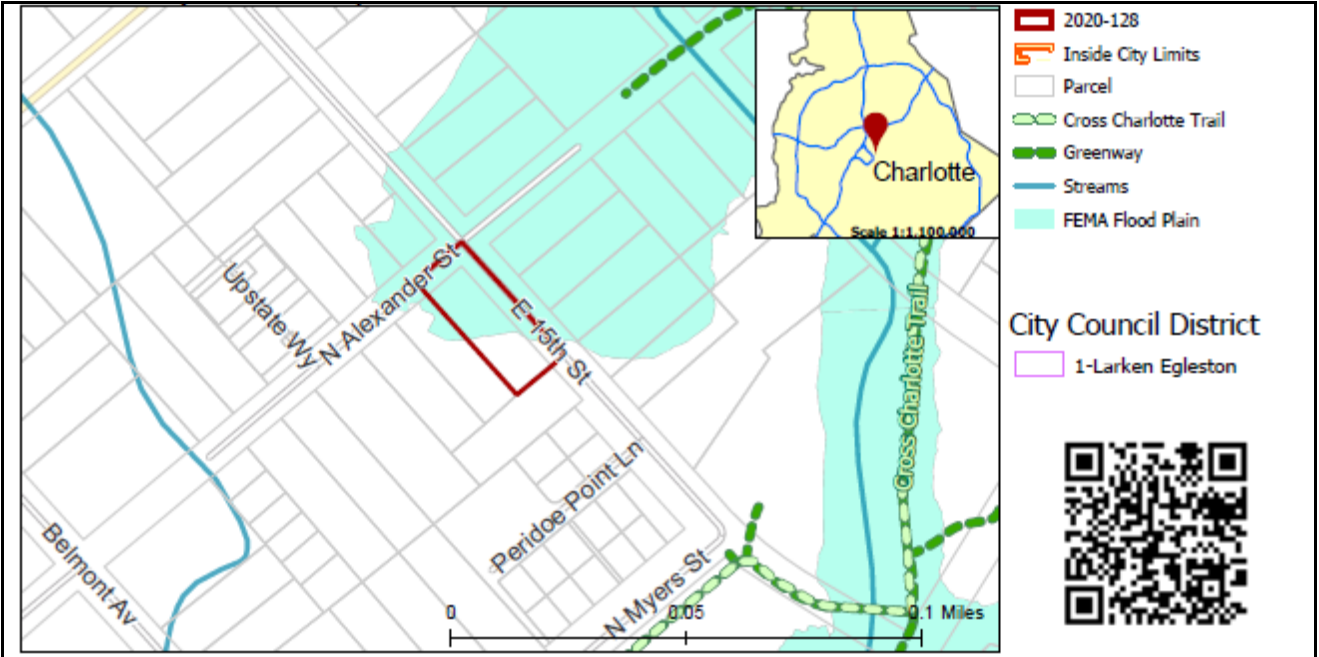 2020-128
Inside City Limits
Parcel
Cross Charlotte Trail
Greenway
Streams
FEMA Flood Plain
City Council District
1-Larken Egleston
Charlotte
Scale 1:1,100,000
Upstate Wy
N Alexander St
E 15th St
Cross Charlotte Trail
Peridoe Point Ln
Belmont Av
N Myers St
0
0.05
0.1 Miles